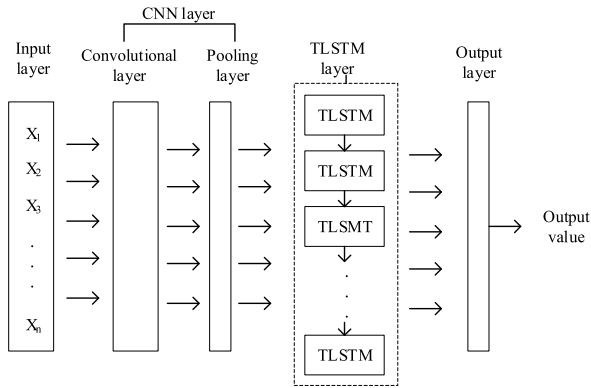 CNN layer
Input
layer
Convolutional
layer
Pooling
layer
TLSTM
layer
Output
layer
X1
X2
X3
.
.
.
Xn
TLSTM
TLSTM
TLSMT
.
.
.
TLSTM
Output
value